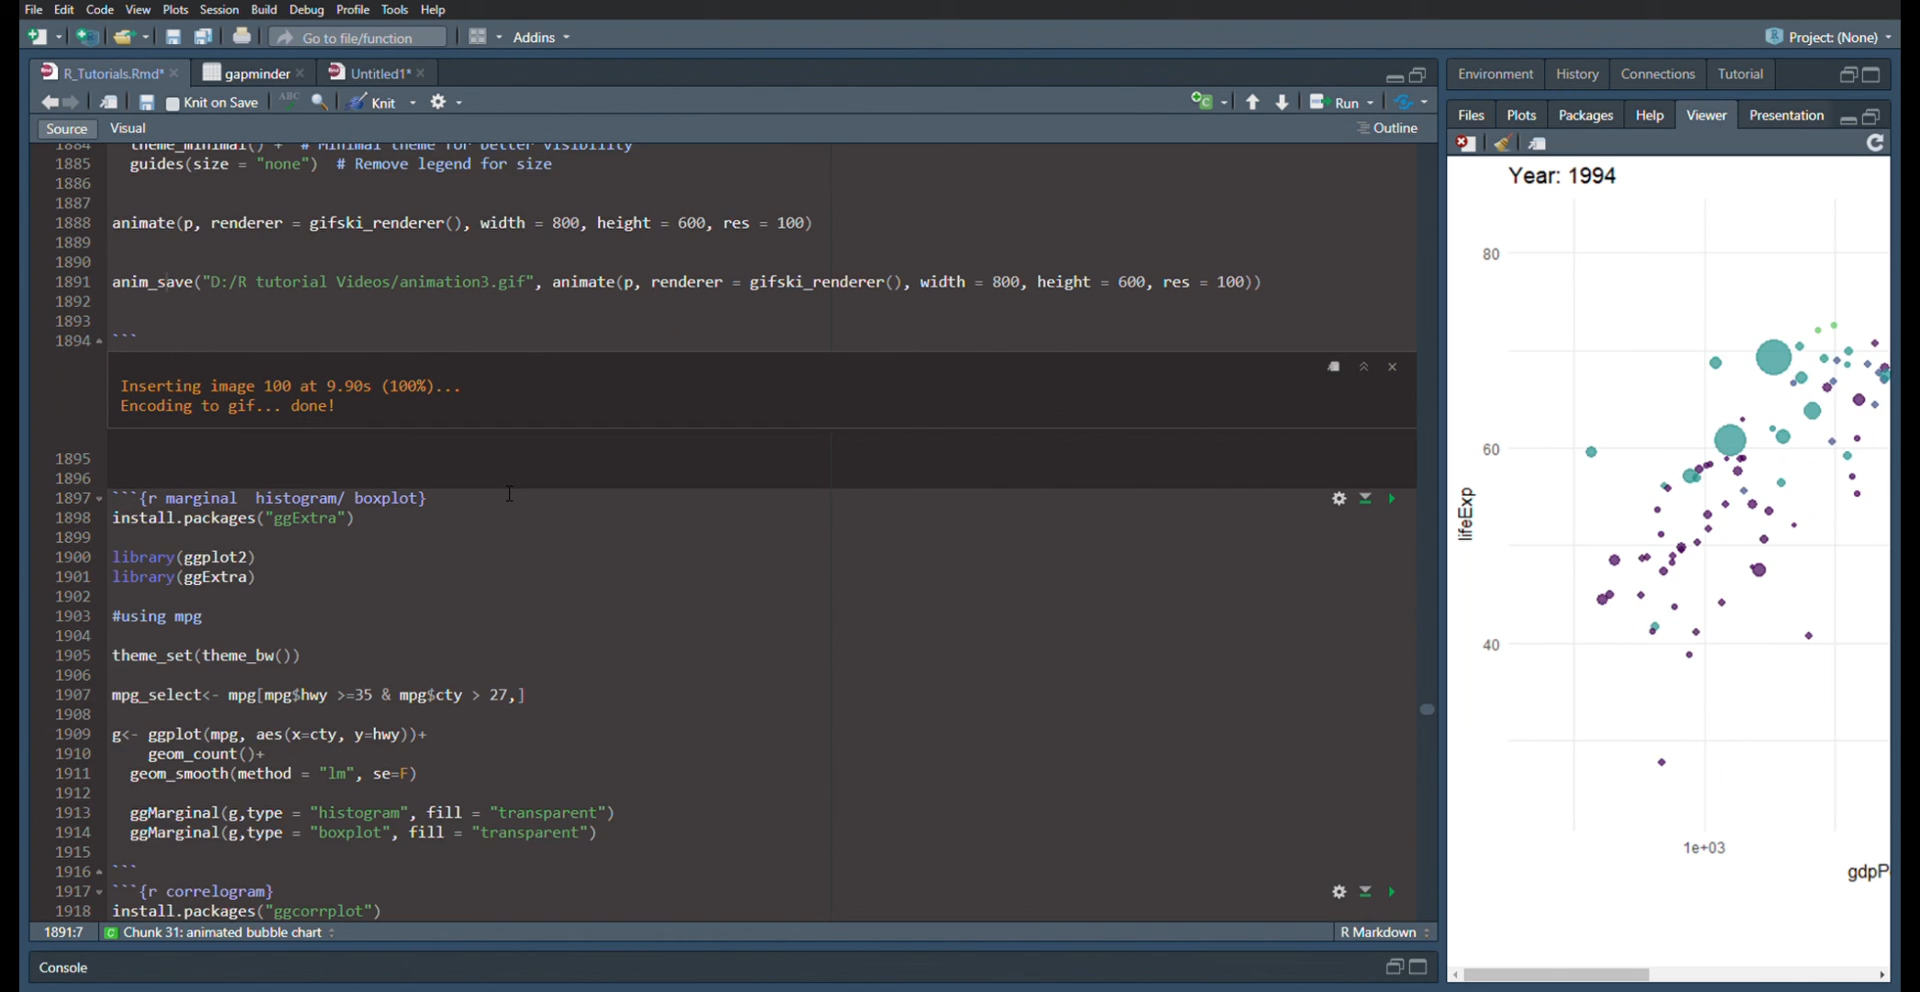 File Edit Code View Plots Session Build Debug Profile Tools Help
Go to file/function Addins Project: (None)
R_Tutorials.Rmd* gapminder Untitled1*
Knit on Save ABC Knit Run
Source Visual Outline
1884 theme_minimal() + # Minimal theme for better visibility
1885 guides(size = "none") # Remove legend for size
1886
1887
1888 animate(p, renderer = gifski_renderer(), width = 800, height = 600, res = 100)
1889
1890
1891 anim_save("D:/R tutorial Videos/animation3.gif", animate(p, renderer = gifski_renderer(), width = 800, height = 600, res = 100))
1892
1893
1894 ```
Inserting image 100 at 9.90s (100%)...
Encoding to gif... done!
1895
1896
1897 ```{r marginal  histogram/ boxplot}
1898 install.packages("ggExtra")
1899
1900 library(ggplot2)
1901 library(ggExtra)
1902
1903 #using mpg
1904
1905 theme_set(theme_bw())
1906
1907 mpg_select<- mpg[mpg$hwy >=35 & mpg$cty > 27,]
1908
1909 g<- ggplot(mpg, aes(x=cty, y=hwy))+
1910 geom_count()+
1911 geom_smooth(method = "lm", se=F)
1912
1913 ggMarginal(g,type = "histogram", fill = "transparent")
1914 ggMarginal(g,type = "boxplot", fill = "transparent")
1915
1916 ```
1917 ```{r correlogram}
1918 install.packages("ggcorrplot")
1891:7 Chunk 31: animated bubble chart R Markdown
Console
Environment History Connections Tutorial
Files Plots Packages Help Viewer Presentation
Year: 1994
80
60
40
lifeExp
1e+03
gdpP